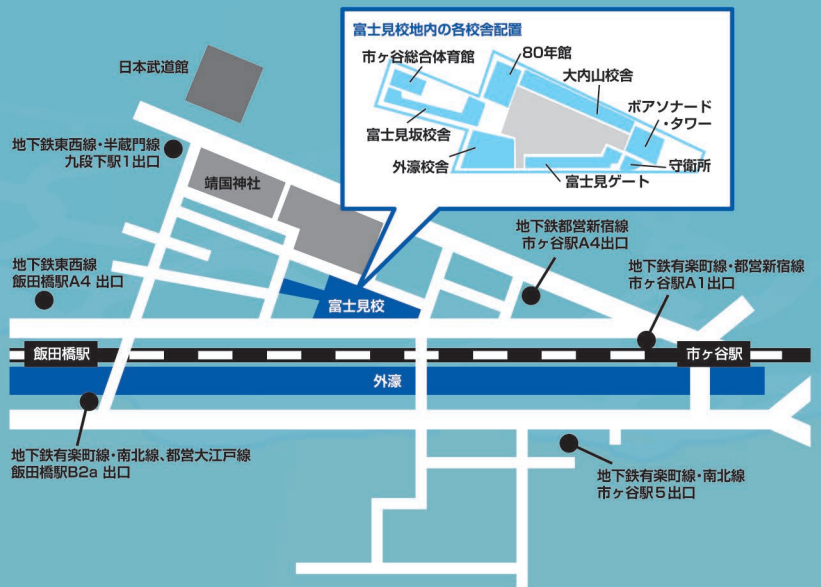 富士見校地内の各校舎配置
市ヶ谷総合体育館
80年館
大内山校舎
ボアソナード
・タワー
富士見坂校舎
外濠校舎
富士見ゲート
守衛所
日本武道館
地下鉄東西線・半蔵門線
九段下駅1出口
靖国神社
地下鉄都営新宿線
市ヶ谷駅A4出口
地下鉄東西線
飯田橋駅A4 出口
地下鉄有楽町線・都営新宿線
市ヶ谷駅A1出口
富士見校
飯田橋駅
市ヶ谷駅
外濠
地下鉄有楽町線・南北線、都営大江戸線
飯田橋駅B2a 出口
地下鉄有楽町線・南北線
市ヶ谷駅5出口